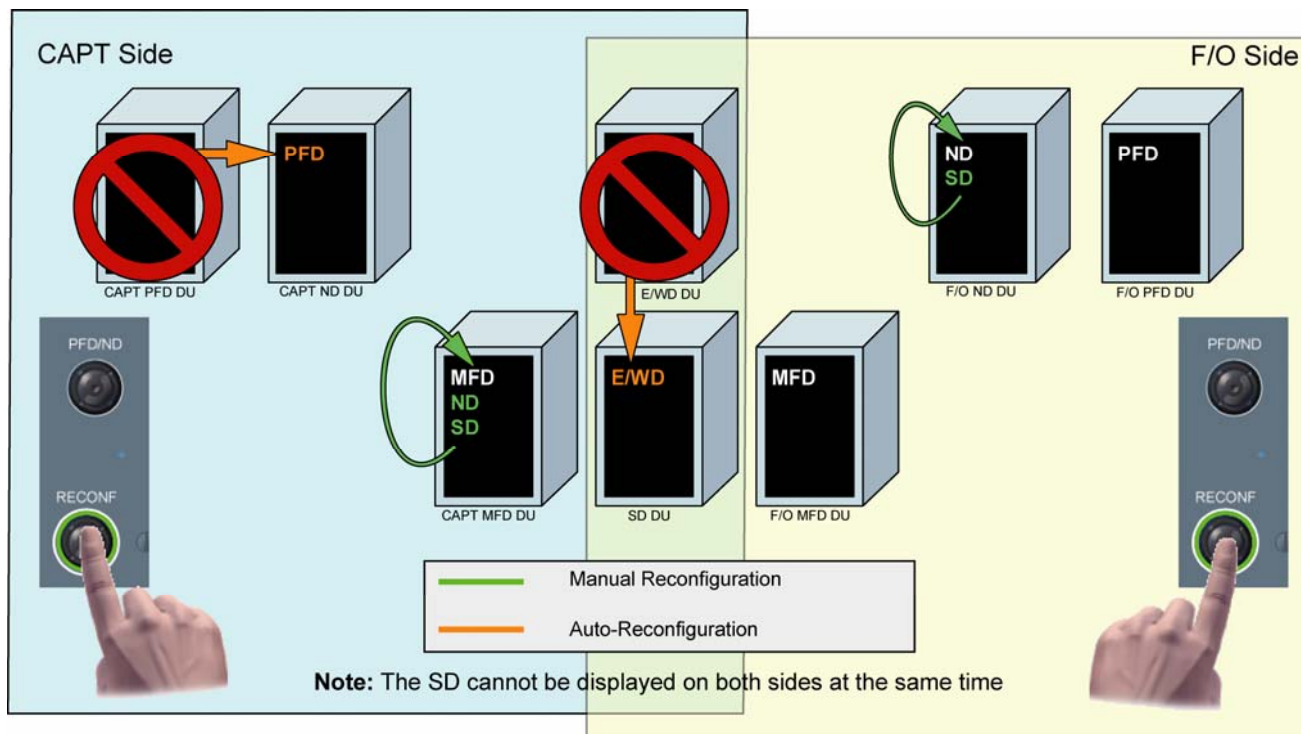 CAPT Side
F/O Side
PFD
ND
SD
PFD
CAPT PFD DU
CAPT ND DU
E/WD DU
F/O ND DU
F/O PFD DU
PFD/ND
RECONF
MFD
ND
SD
E/WD
MFD
CAPT MFD DU
SD DU
F/O MFD DU
PFD/ND
RECONF
Manual Reconfiguration
Auto-Reconfiguration
Note: The SD cannot be displayed on both sides at the same time